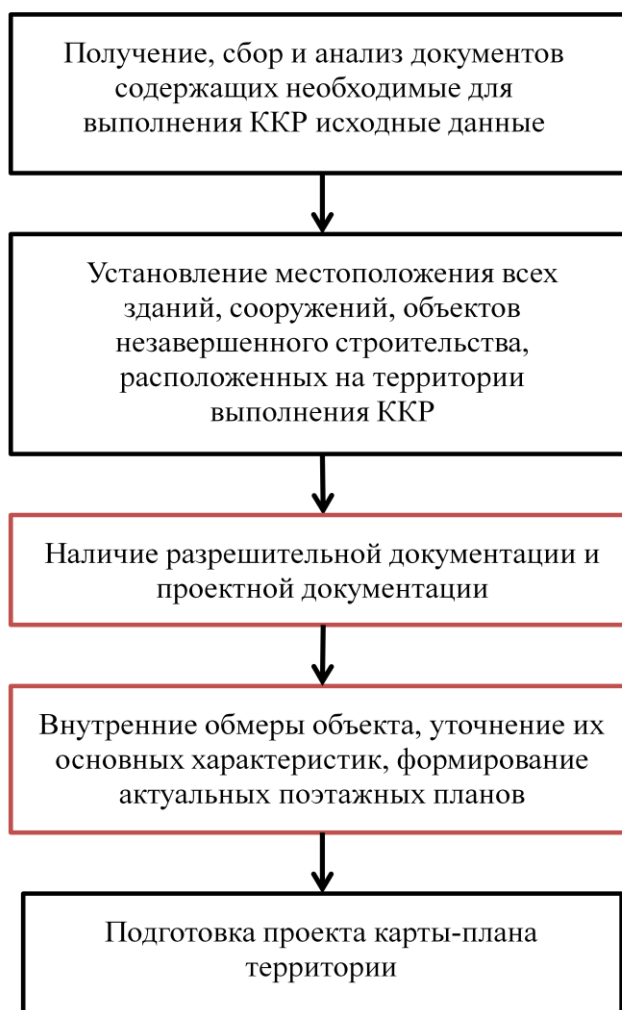 Получение, сбор и анализ документов
содержащих необходимые для
выполнения ККР исходные данные
Установление местоположения всех
зданий, сооружений, объектов
незавершенного строительства,
расположенных на территории
выполнения ККР
Наличие разрешительной документации и
проектной документации
Внутренние обмеры объекта, уточнение их
основных характеристик, формирование
актуальных поэтажных планов
Подготовка проекта карты-плана
территории